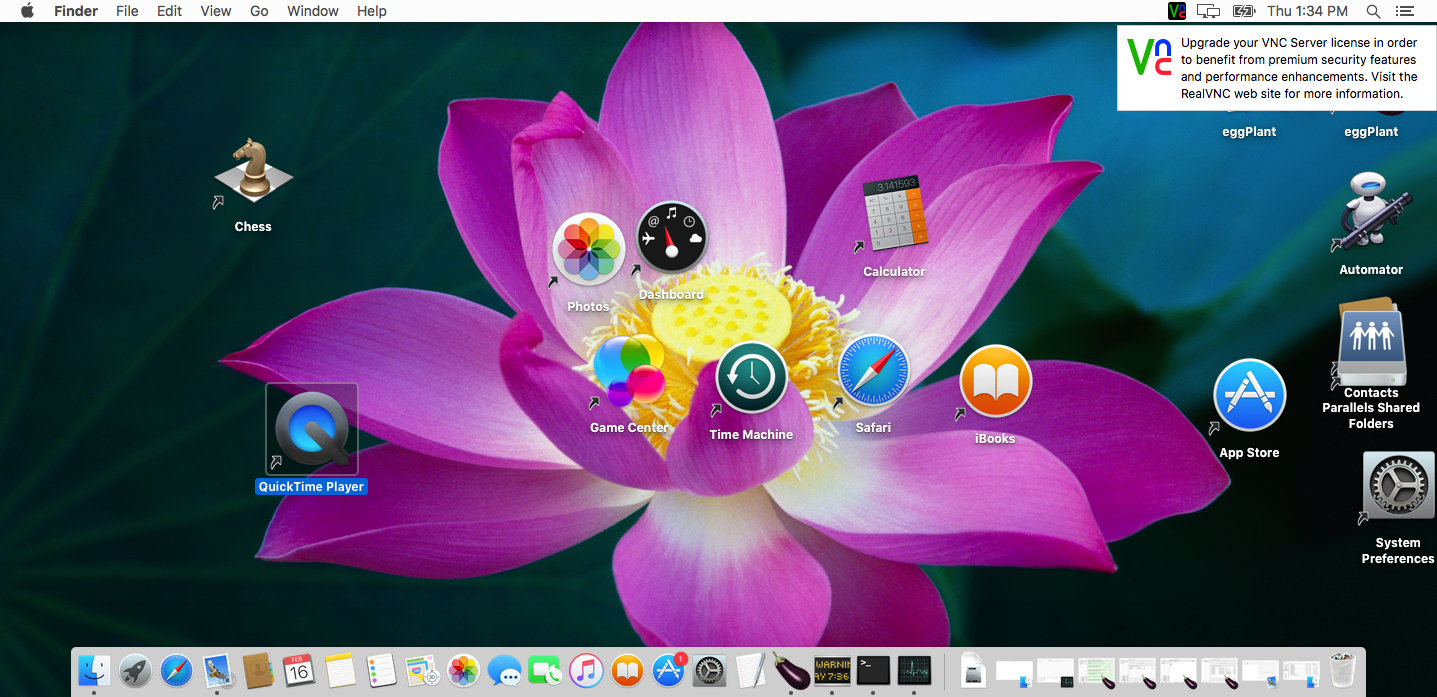 Finder File Edit View Go Window Help
Thu 1:34 PM
Upgrade your VNC Server license in order
to benefit from premium security features
and performance enhancements. Visit the
RealVNC web site for more information.
eggPlant
eggPlant
Chess
3.141593
Calculator
Automator
Photos
Dashboard
Game Center
Time Machine
Safari
iBooks
App Store
Contacts
Parallels Shared
Folders
QuickTime Player
System
Preferences
FEB
16
1
WARNIN
AY 7:36